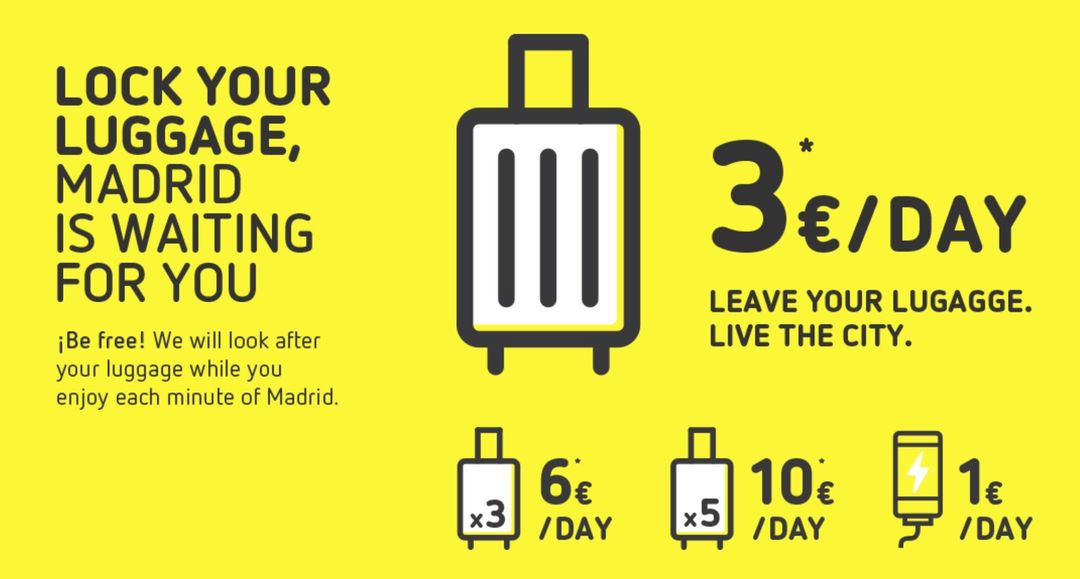 LOCK YOUR
LUGGAGE,
MADRID
IS WAITING
FOR YOU
¡Be free! We will look after
your luggage while you
enjoy each minute of Madrid.
3*€/DAY
LEAVE YOUR LUGAGGE.
LIVE THE CITY.
x3
6*€
/DAY
x5
10*€
/DAY
1€
/DAY